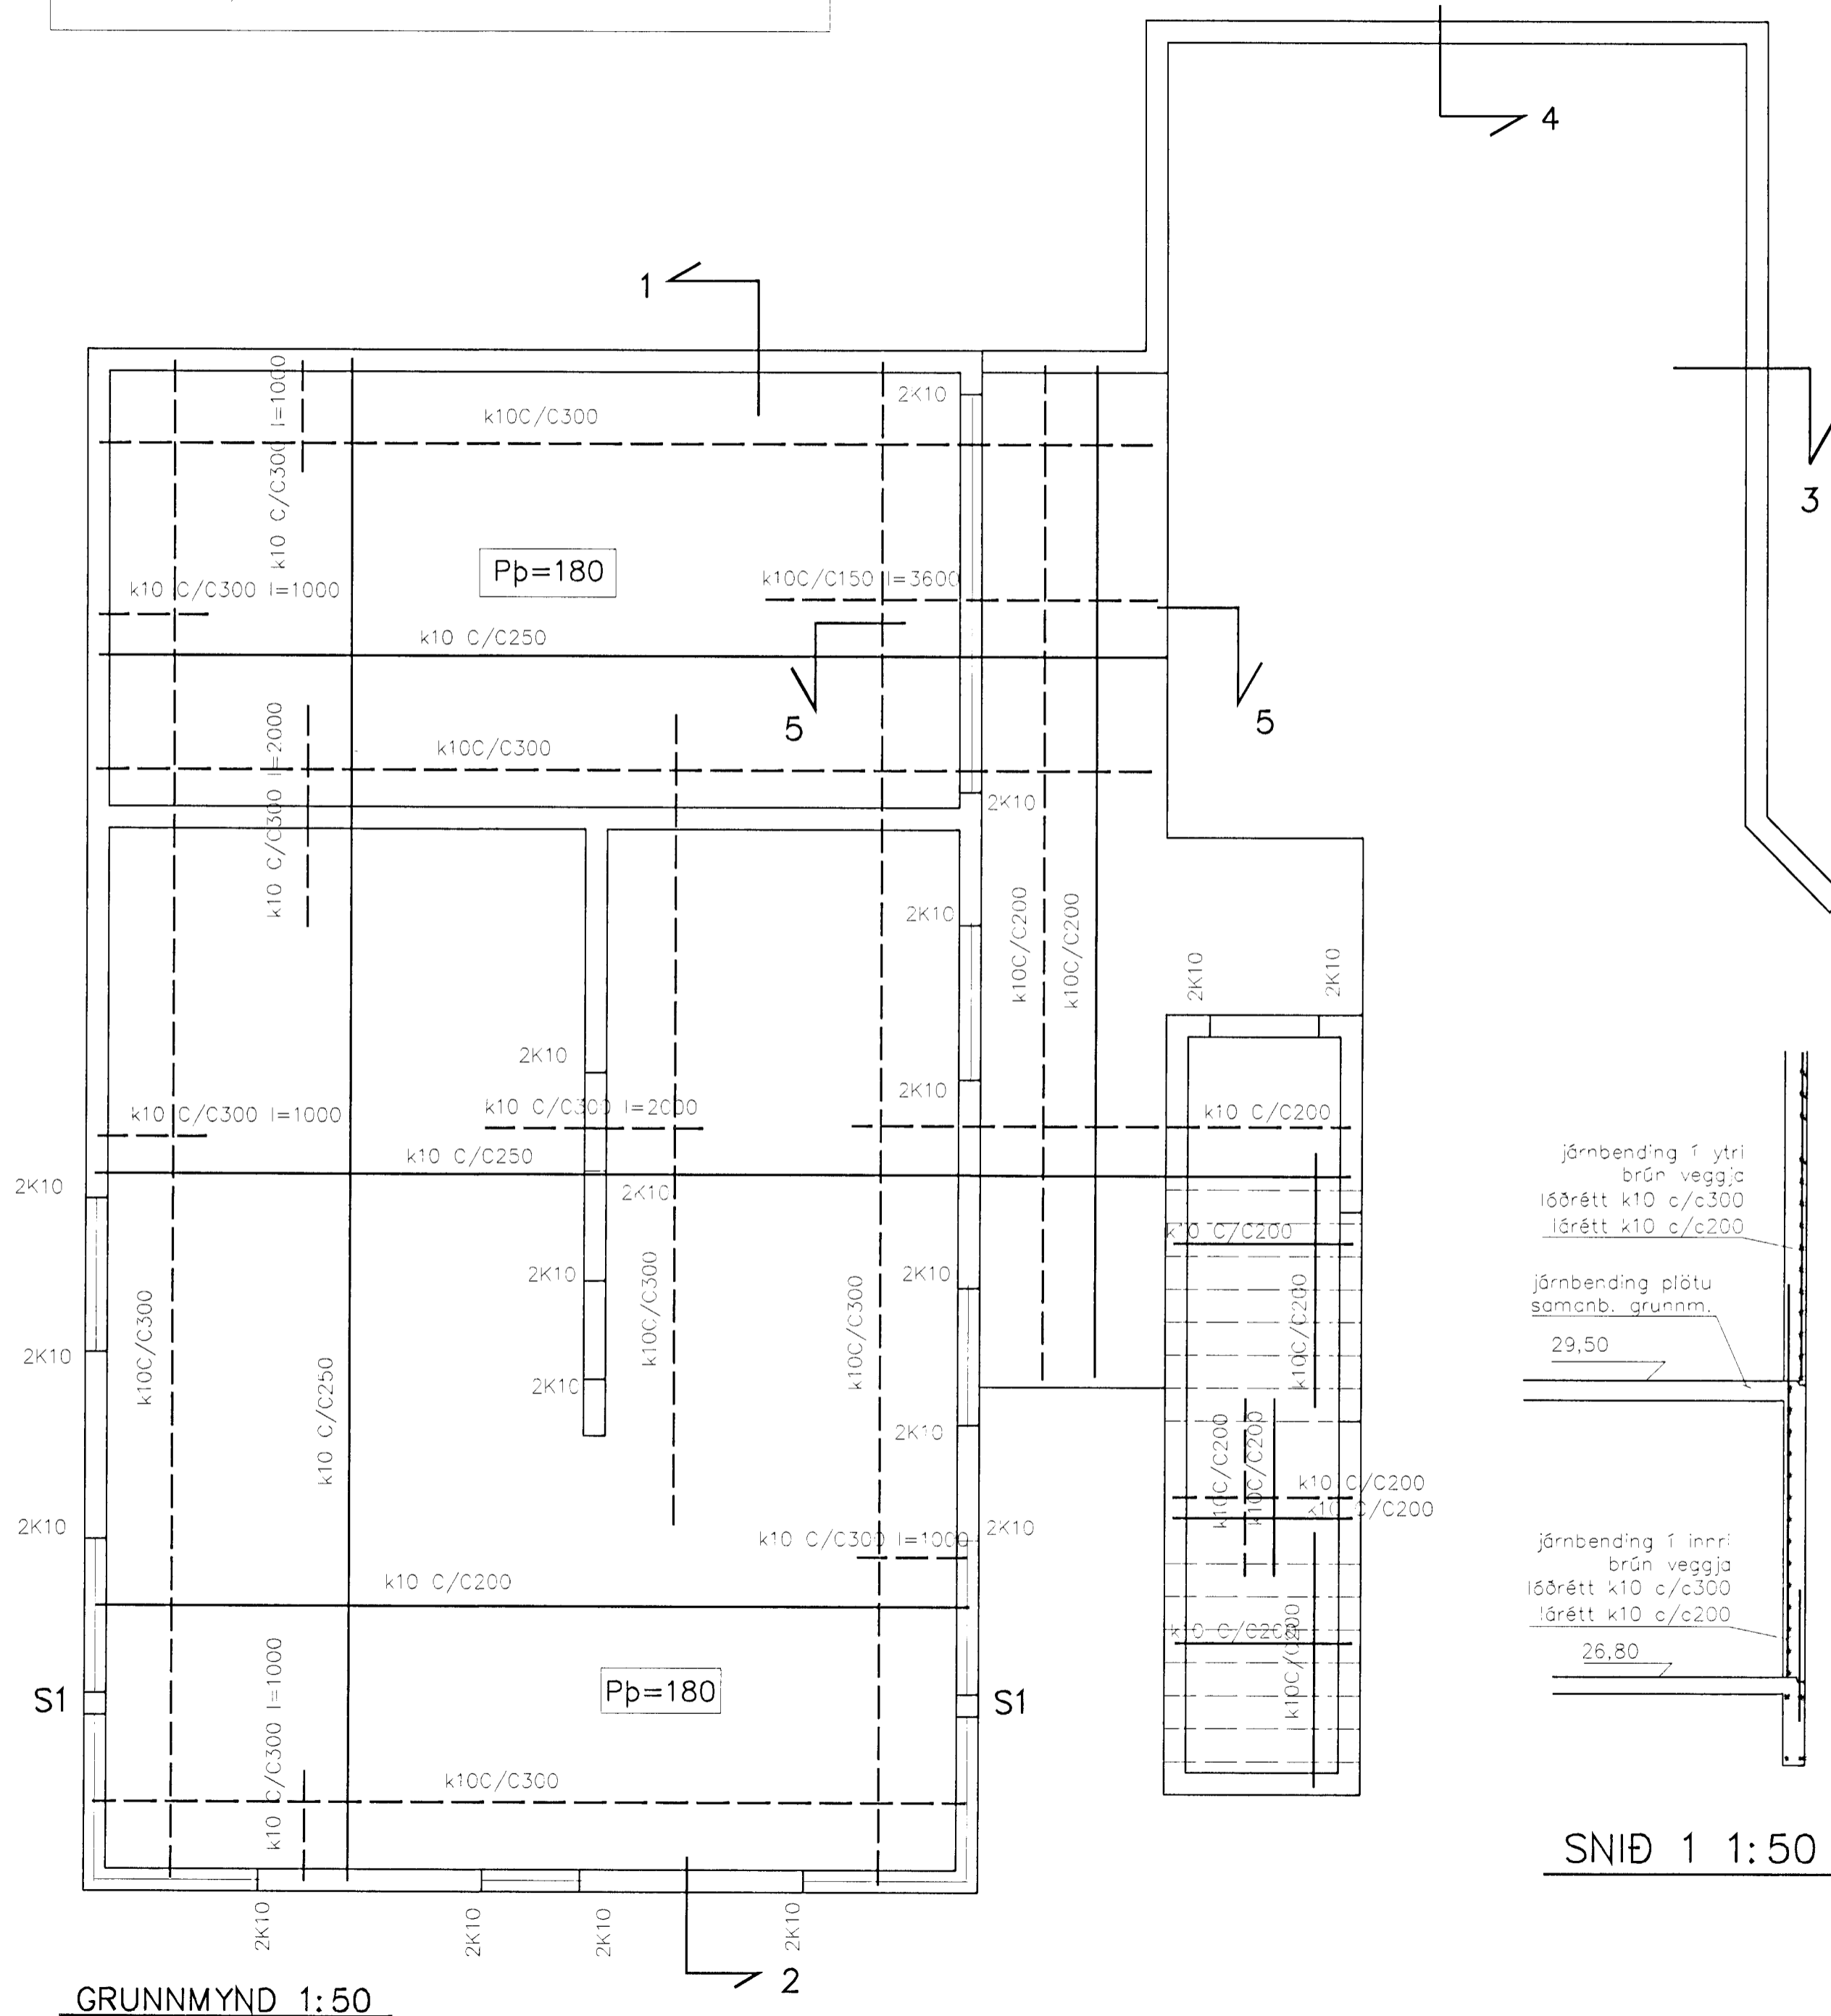 4
1
3
k10 C/C300 l=1000
k10C/C300
2K10
Pþ=180
k10 C/C300 l=1000
k10C/C150 l=3600
k10 C/C250
5
5
k10 C/C300 l=2000
k10C/C300
2K10
2K10
k10C/C200
k10C/C200
2K10
2K10
2K10
2K10
k10 C/C300 l=1000
k10 C/C300 l=2000
k10 C/C200
k10 C/C250
2K10
2K10
k10 C/C200
2K10
2K10
k10C/C300
k10C/C300
k10C/C300
k10C/C200
2K10
2K10
k10 C/C250
2K10
k10C/C200
k10C/C200
k10 C/C200
k10 C/C200
2K10
2K10
k10 C/C300 l=1000
k10 C/C200
k10 C/C200
k10C/C200
S1
Pþ=180
S1
k10 C/C300 l=1000
k10C/C300
2K10
2K10
2K10
2K10
2
GRUNNMYND 1:50
járnbending í ytri
brún veggja
lóðrétt k10 c/c300
lárétt k10 c/c200
járnbending plötu
samanb. grunnm.
29,50
járnbending í innri
brún veggja
lóðrétt k10 c/c300
lárétt k10 c/c200
26,80
SNIÐ 1 1:50